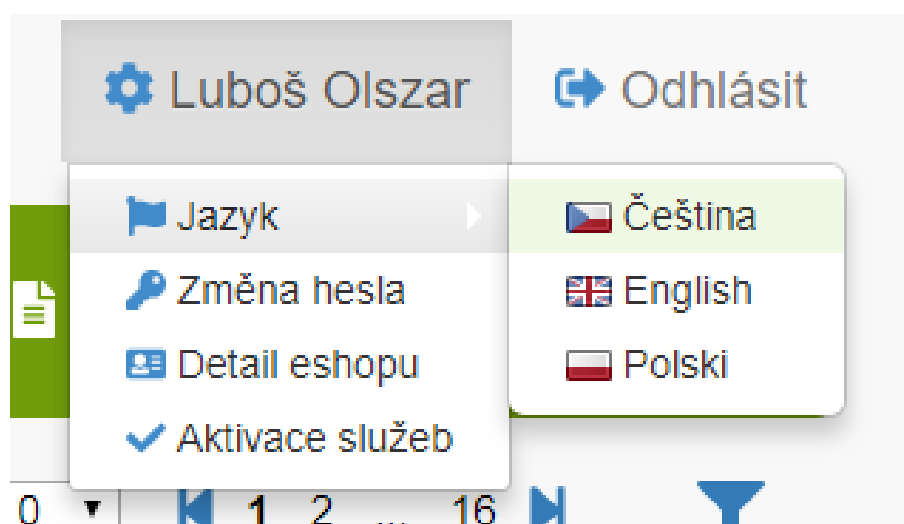 Luboš Olszar Odhlásit
Jazyk Čeština
Změna hesla English
Detail eshopu Polski
Aktivace služeb
0 1 2 ... 16